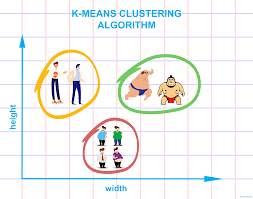 K-MEANS CLUSTERING
ALGORITHM
height
width